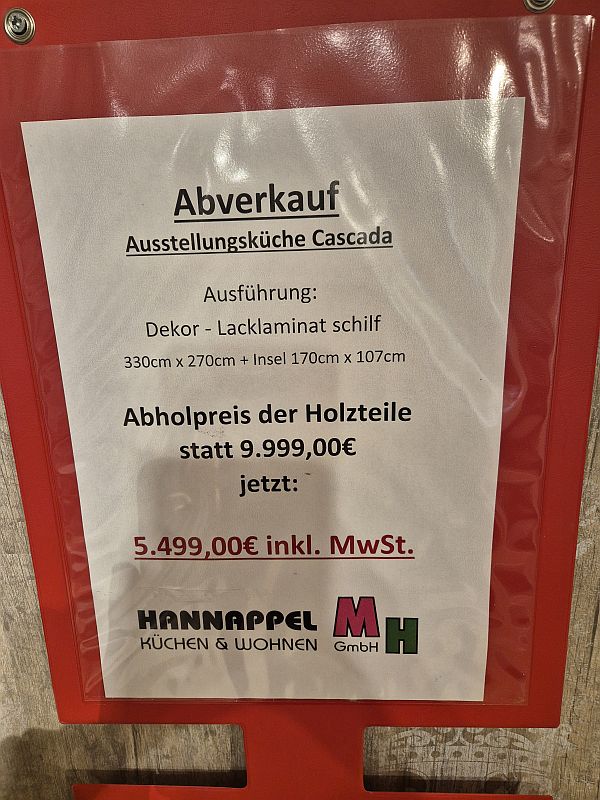 Abverkauf
Ausstellungsküche Cascada
Ausführung:
Dekor - Lacklaminat schilf
330cm x 270cm + Insel 170cm x 107cm
Abholpreis der Holzteile
statt 9.999,00€
jetzt:
5.499,00€ inkl. MwSt.
HANNAPPEL MH
KÜCHEN & WOHNEN GmbH